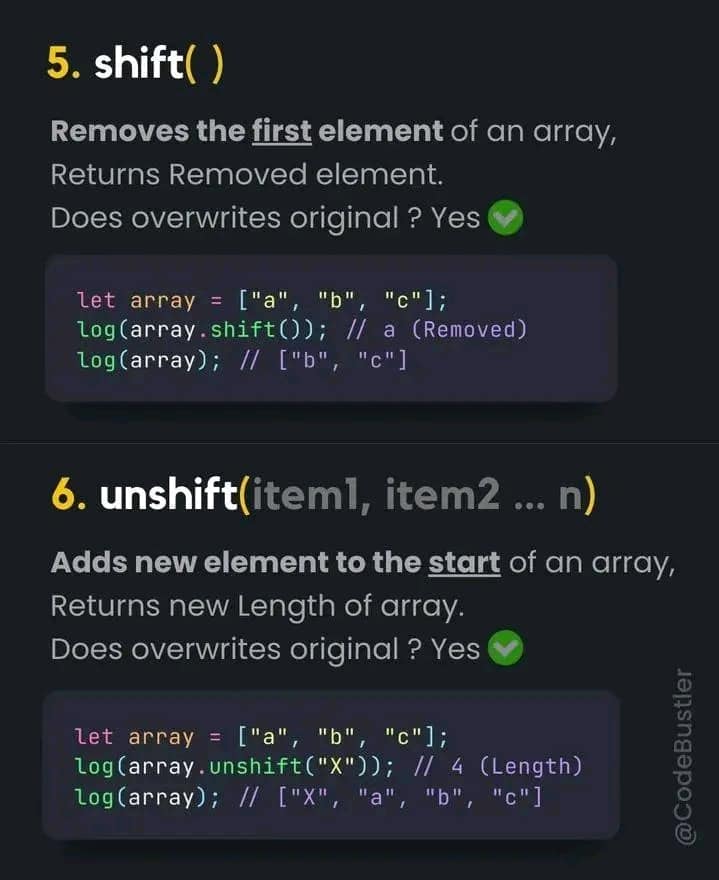 5. shift( )
Removes the first element of an array,
Returns Removed element.
Does overwrites original ? Yes
let array = ["a", "b", "c"];
log(array.shift()); // a (Removed)
log(array); // ["b", "c"]
6. unshift(item1, item2 ... n)
Adds new element to the start of an array,
Returns new Length of array.
Does overwrites original ? Yes
let array = ["a", "b", "c"];
log(array.unshift("X")); // 4 (Length)
log(array); // ["X", "a", "b", "c"]
@CodeBustler